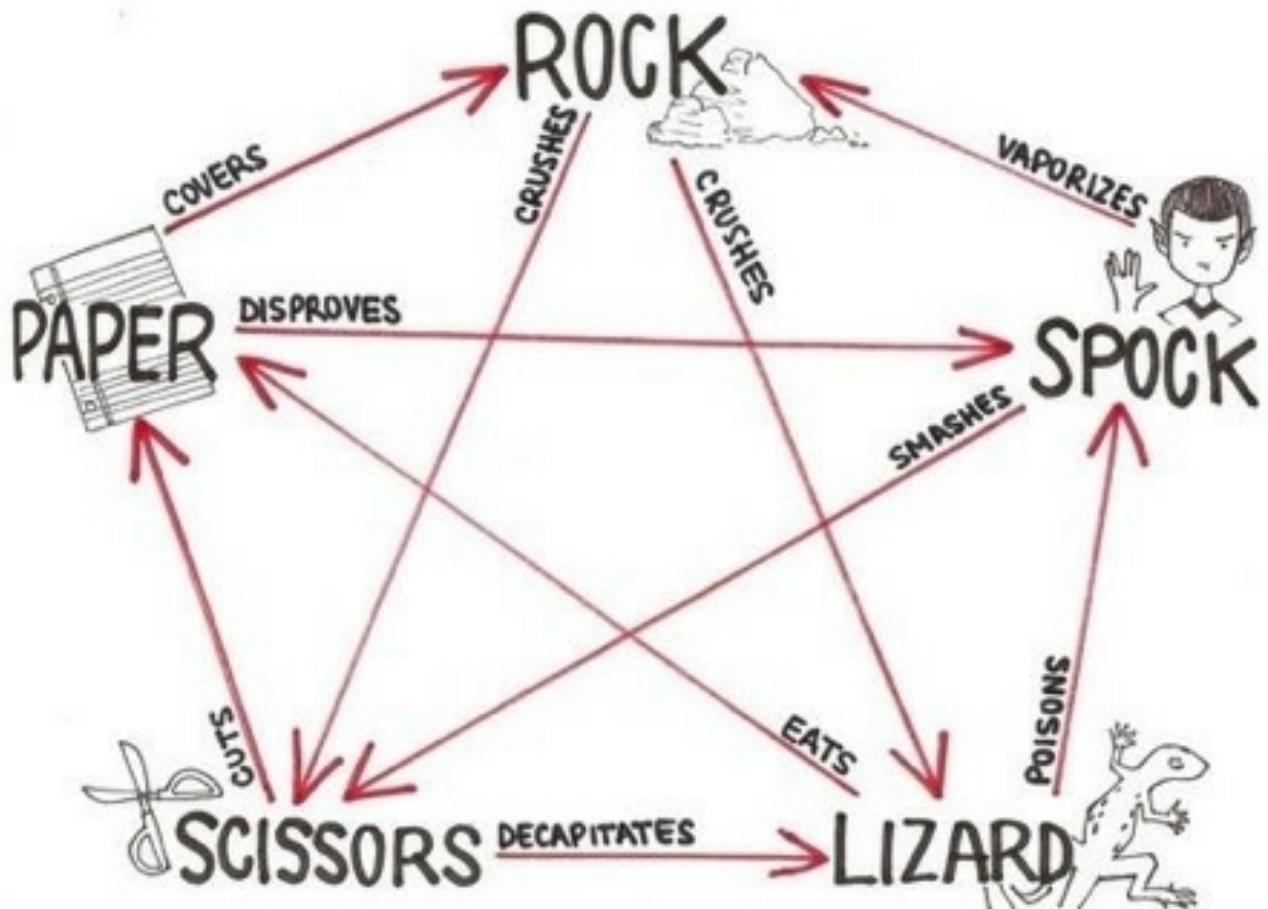 ROCK
COVERS
CRUSHES
CRUSHES
VAPORIZES
PAPER
DISPROVES
SPOCK
SMASHES
CUTS
EATS
POISONS
SCISSORS
DECAPITATES
LIZARD